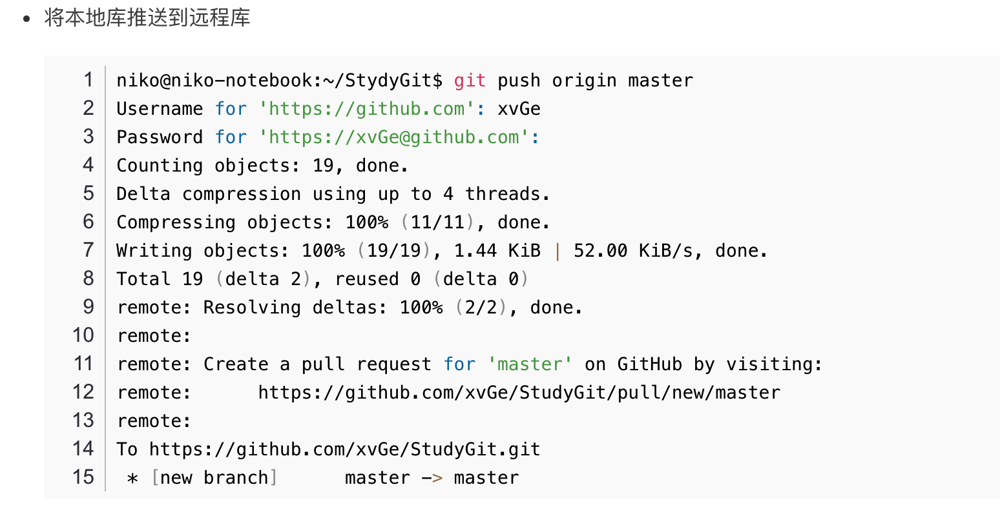 将本地库推送到远程库
1 niko@niko-notebook:~/StydyGit$ git push origin master
2 Username for 'https://github.com': xvGe
3 Password for 'https://xvGe@github.com':
4 Counting objects: 19, done.
5 Delta compression using up to 4 threads.
6 Compressing objects: 100% (11/11), done.
7 Writing objects: 100% (19/19), 1.44 KiB | 52.00 KiB/s, done.
8 Total 19 (delta 2), reused 0 (delta 0)
9 remote: Resolving deltas: 100% (2/2), done.
10 remote:
11 remote: Create a pull request for 'master' on GitHub by visiting:
12 remote:      https://github.com/xvGe/StudyGit/pull/new/master
13 remote:
14 To https://github.com/xvGe/StudyGit.git
15  * [new branch]      master -> master